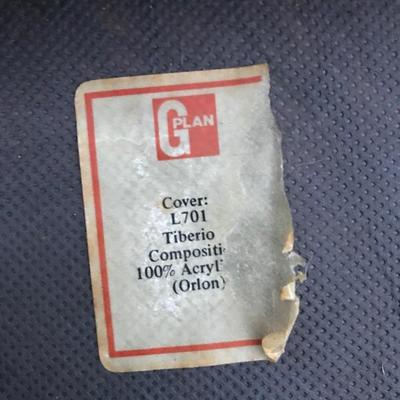 G PLAN
Cover:
L701
Tiberio
Compositi
100% Acryl
(Orlon)